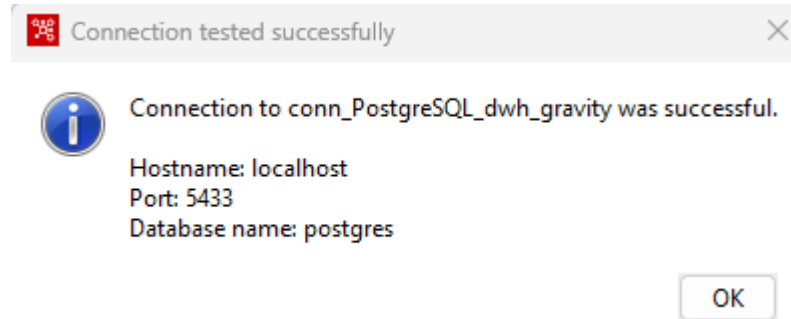 Connection tested successfully
Connection to conn_PostgreSQL_dwh_gravity was successful.
Hostname: localhost
Port: 5433
Database name: postgres
OK